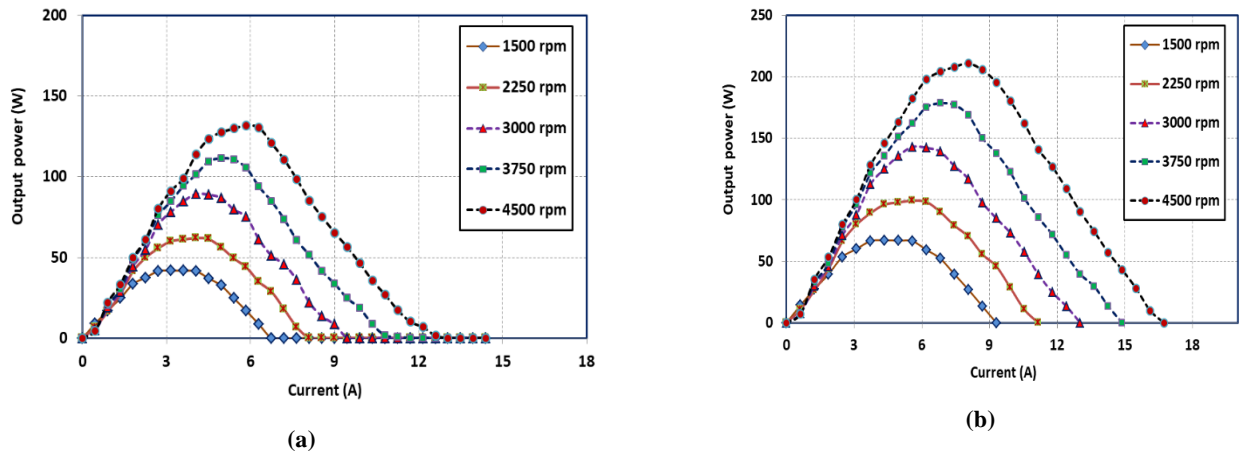 200
150
100
50
0
Output power (W)
0 3 6 9 12 15 18
Current (A)
1500 rpm
2250 rpm
3000 rpm
3750 rpm
4500 rpm
(a)
250
200
150
100
50
0
Output power (W)
0 3 6 9 12 15 18
Current (A)
1500 rpm
2250 rpm
3000 rpm
3750 rpm
4500 rpm
(b)